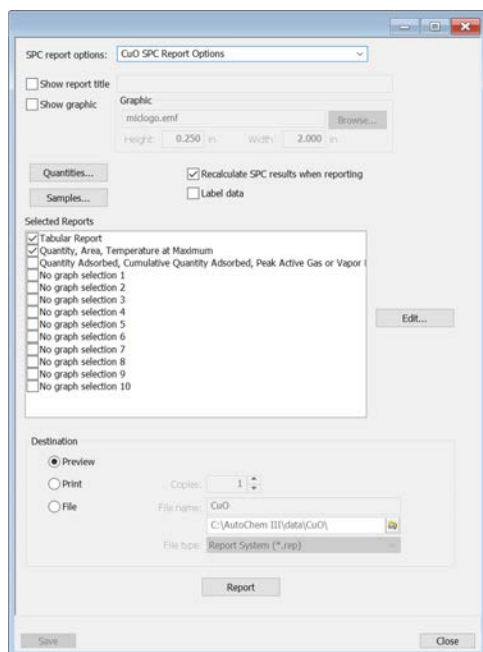 SPC report options: CuO SPC Report Options
Show report title
Show graphic
Graphic
miclogo.emf Browse...
Height: 0.250 in Width: 2.000 in
Quantities... Recalculate SPC results when reporting
Samples... Label data
Selected Reports
Tabular Report
Quantity, Area, Temperature at Maximum
Quantity Adsorbed, Cumulative Quantity Adsorbed, Peak Active Gas or Vapor
No graph selection 1
No graph selection 2
No graph selection 3
No graph selection 4
No graph selection 5
No graph selection 6
No graph selection 7
No graph selection 8
No graph selection 9
No graph selection 10
Edit...
Destination
Preview
Print Copies: 1
File File name: CuO
C:\AutoChem III\data\CuO\
File type: Report System (*.rep)
Report
Save Close